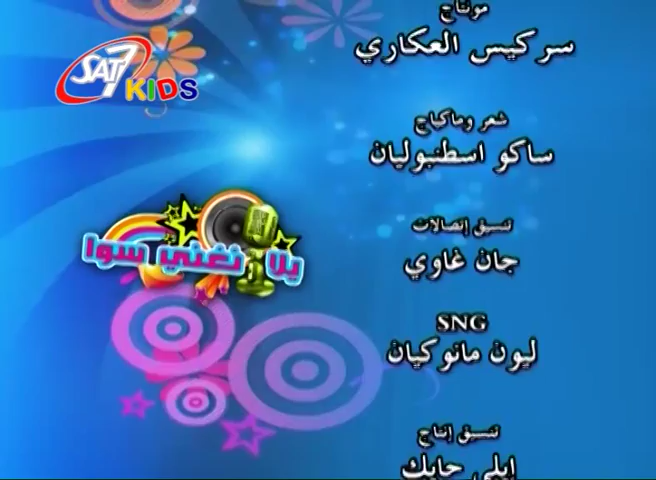 SAT7
KIDS
يلا نغني سوا
مونتاج
سركيس العكاري
شعر وماكياج
ساكو اسطنبوليان
تنسيق إتصالات
جان غاوي
SNG
ليون مانوكيان
تنسيق إنتاج
إيلي حايك